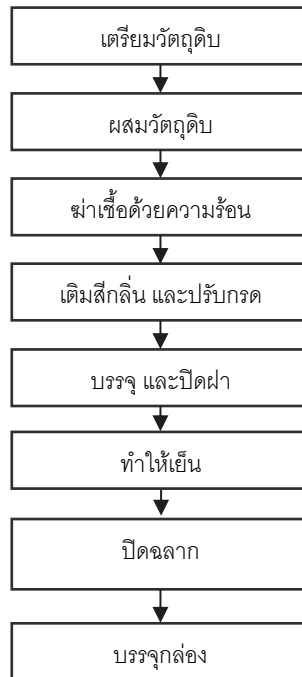 เตรียมวัตถุดิบ
ผสมวัตถุดิบ
ฆ่าเชื้อด้วยความร้อน
เติมสีกลิ่น และปรับกรด
บรรจุ และปิดฝา
ทำให้เย็น
ปิดฉลาก
บรรจุกล่อง